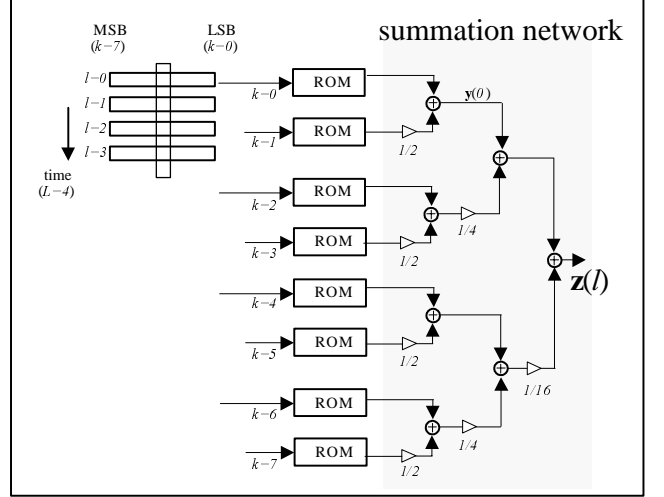 summation network
MSB
(k−7)
LSB
(k−0)
l−0
l−1
l−2
l−3
time
(L−4)
k−0
ROM
y(0)
k−1
ROM
1/2
k−2
ROM
1/4
k−3
ROM
1/2
z(l)
k−4
ROM
k−5
ROM
1/2
1/16
k−6
ROM
1/4
k−7
ROM
1/2